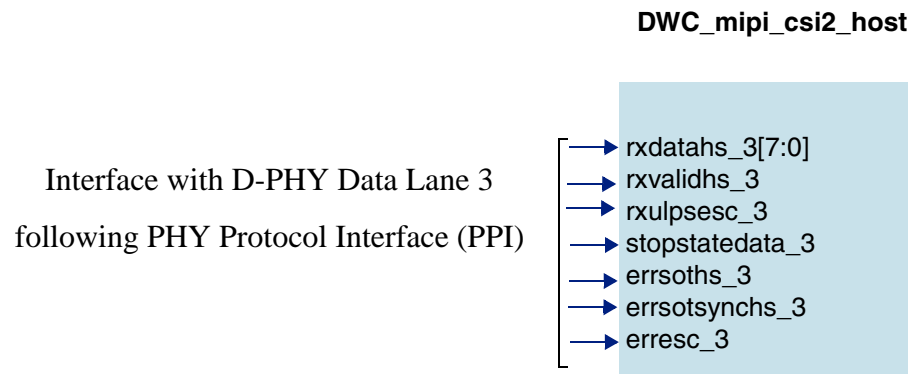 DWC_mipi_csi2_host
Interface with D-PHY Data Lane 3
following PHY Protocol Interface (PPI)
rxdatahs_3[7:0]
rxvalidhs_3
rxulpsesc_3
stopstatedata_3
errsoths_3
errsotsynchs_3
erresc_3